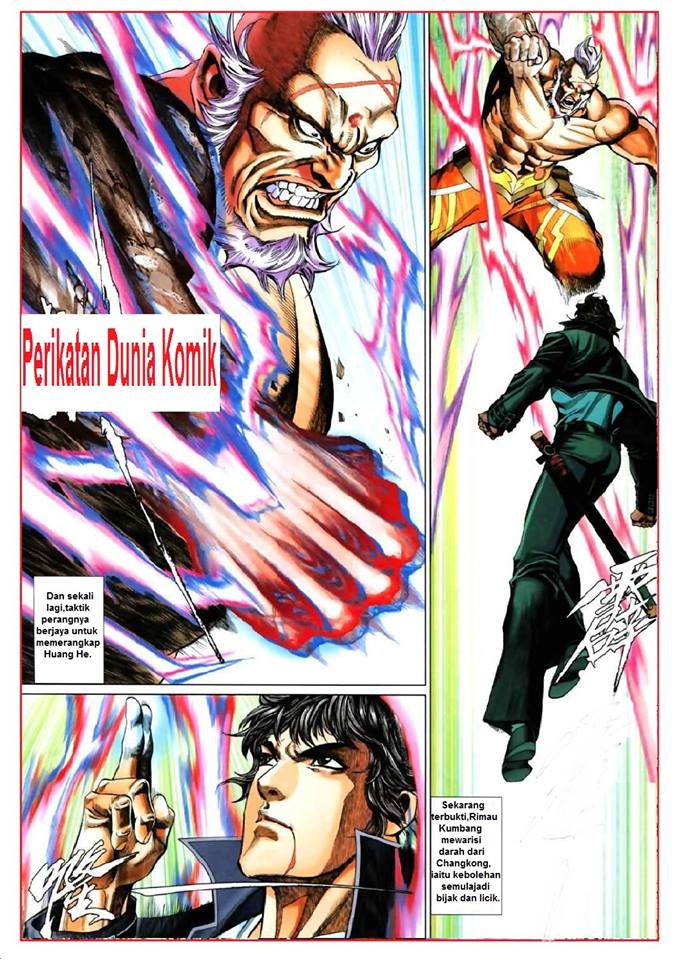 Perikatan Dunia Komik
Dan sekali
lagi,taktik
perangnya
berjaya untuk
memerangkap
Huang He.
Sekarang
terbukti,Rimau
Kumbang
mewarisi
darah dari
Changkong,
iaitu kebolehan
semulajadi
bijak dan licik.